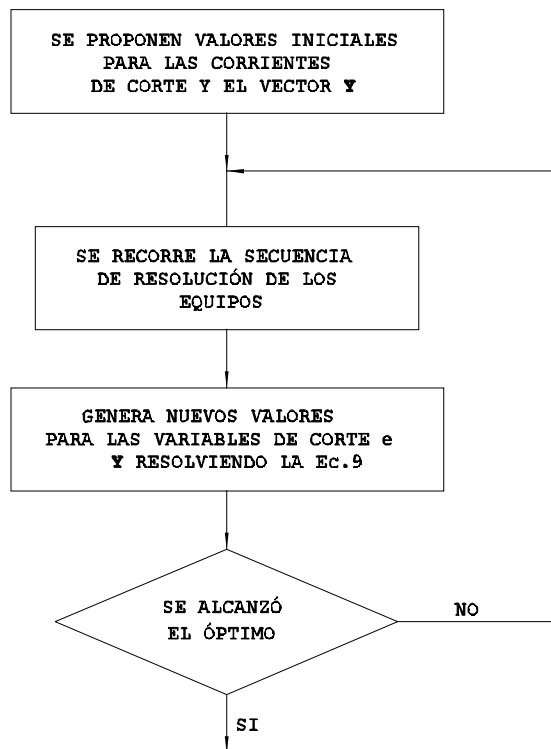 SE PROPONEN VALORES INICIALES
PARA LAS CORRIENTES
DE CORTE Y EL VECTOR Y
SE RECORRE LA SECUENCIA
DE RESOLUCIÓN DE LOS
EQUIPOS
GENERA NUEVOS VALORES
PARA LAS VARIABLES DE CORTE e
Y RESOLVIENDO LA Ec.9
SE ALCANZÓ
EL ÓPTIMO
NO
SI